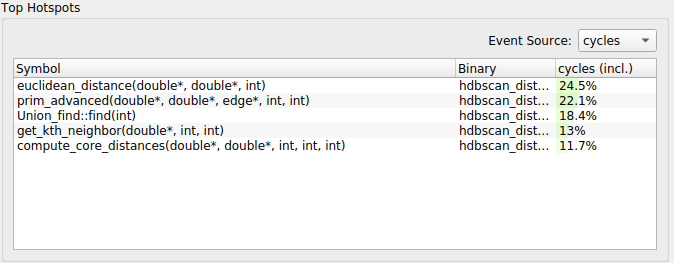 Top Hotspots
Event Source: cycles
Symbol Binary cycles (incl.)
euclidean_distance(double*, double*, int) hdbscan_dist... 24.5%
prim_advanced(double*, double*, edge*, int, int) hdbscan_dist... 22.1%
Union_find::find(int) hdbscan_dist... 18.4%
get_kth_neighbor(double*, int, int) hdbscan_dist... 13%
compute_core_distances(double*, double*, int, int, int) hdbscan_dist... 11.7%